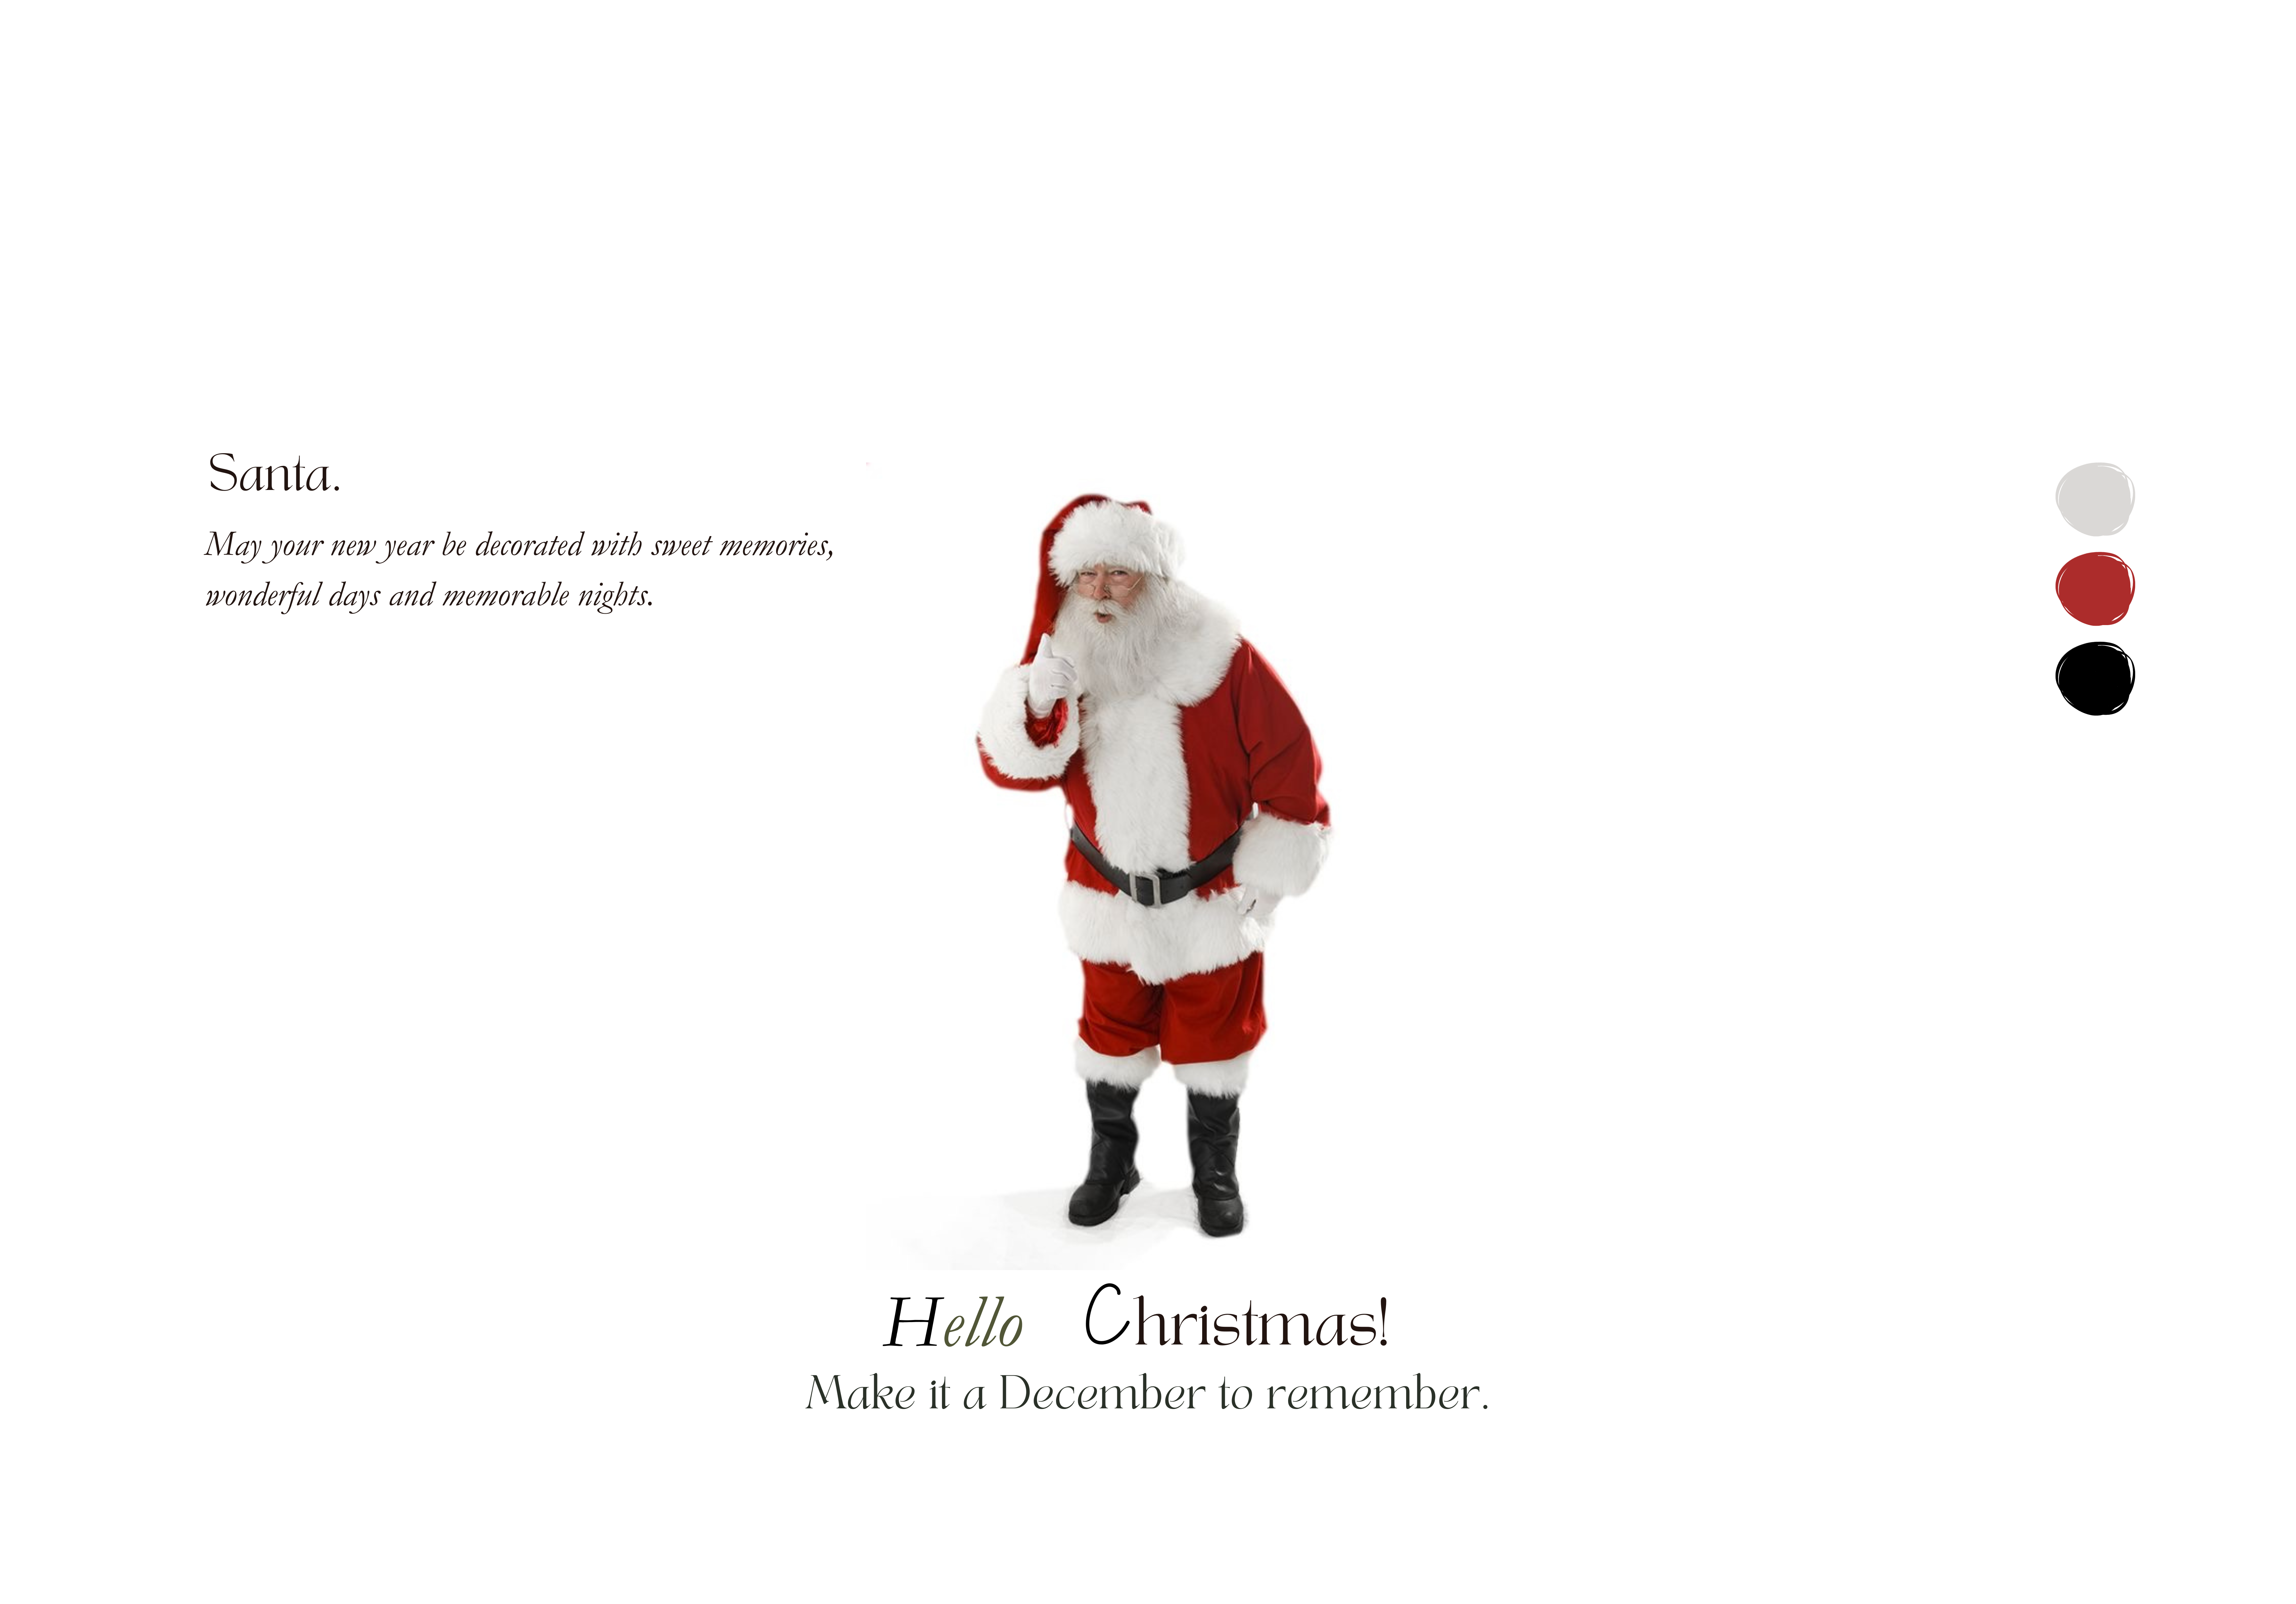 Santa.
May your new year be decorated with sweet memories,
wonderful days and memorable nights.
Hello Christmas!
Make it a December to remember.